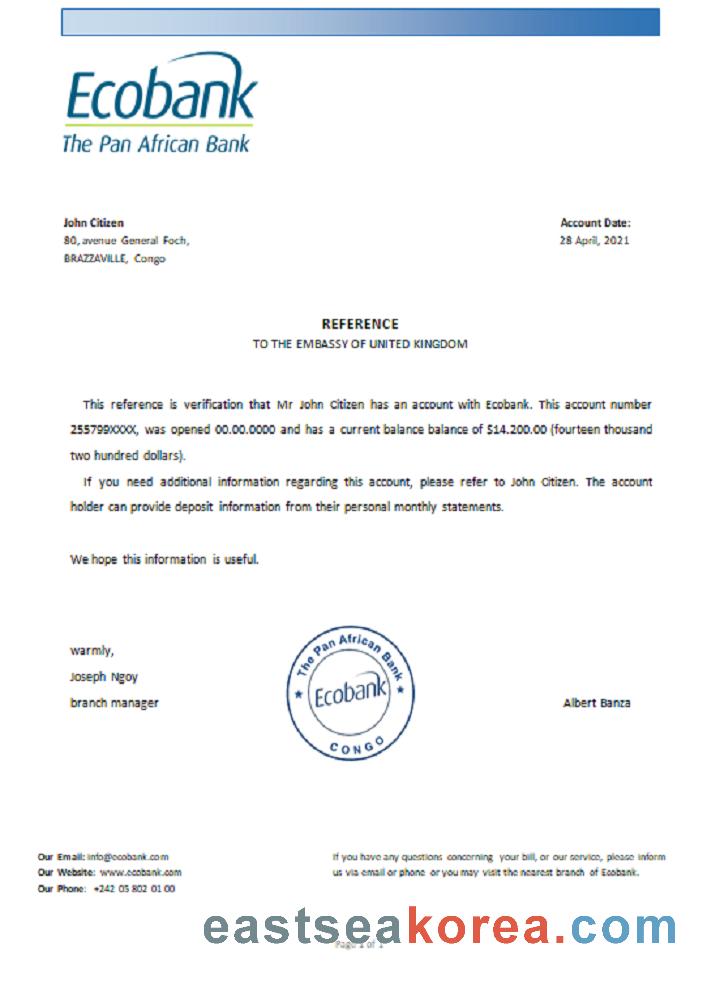 Ecobank
The Pan African Bank
John Citizen
80, avenue General Foch,
BRAZZAVILLE, Congo
Account Date:
28 April, 2021
REFERENCE
TO THE EMBASSY OF UNITED KINGDOM
This reference is verification that Mr John Citizen has an account with Ecobank. This account number
255799XXXX, was opened 00.00.0000 and has a current balance balance of $14.200.00 (fourteen thousand
two hundred dollars).
If you need additional information regarding this account, please refer to John Citizen. The account
holder can provide deposit information from their personal monthly statements.
We hope this information is useful.
warmly,
Joseph Ngoy
branch manager
The Pan African Bank
Ecobank
CONGO
Albert Banza
Our Email: info@ecobank.com
Our Website: www.ecobank.com
Our Phone: +242 05 802 01 00
If you have any questions concerning your bill, or our service, please inform
us via email or phone or you may visit the nearest branch of Ecobank.
eastseakorea.com
Page 1 of 1